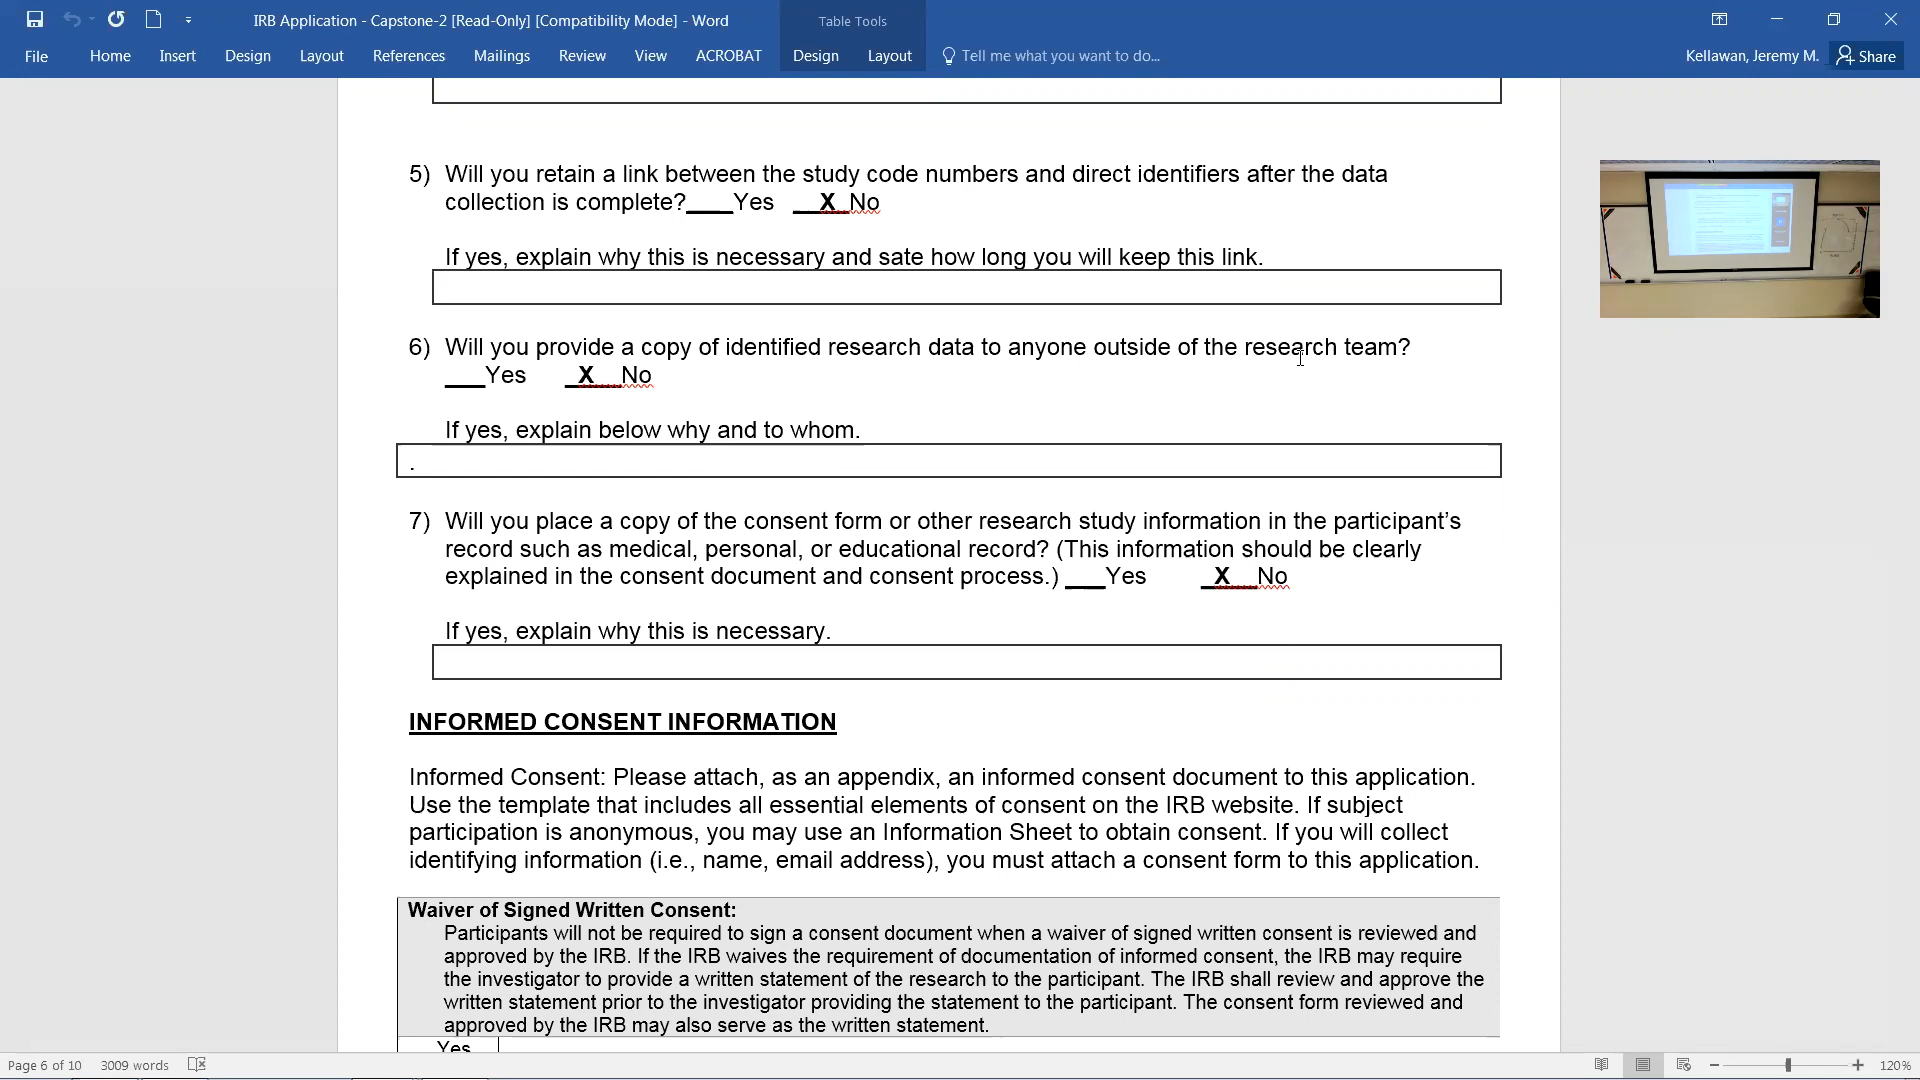 IRB Application - Capstone-2 [Read-Only] [Compatibility Mode] - Word
Table Tools
File Home Insert Design Layout References Mailings Review View ACROBAT Design Layout Tell me what you want to do... Kellawan, Jeremy M. Share
5) Will you retain a link between the study code numbers and direct identifiers after the data
collection is complete?____Yes __X__No
If yes, explain why this is necessary and sate how long you will keep this link.
6) Will you provide a copy of identified research data to anyone outside of the research team?
___Yes _X__No
If yes, explain below why and to whom.
.
7) Will you place a copy of the consent form or other research study information in the participant’s
record such as medical, personal, or educational record? (This information should be clearly
explained in the consent document and consent process.) ___Yes _X__No
If yes, explain why this is necessary.
INFORMED CONSENT INFORMATION
Informed Consent: Please attach, as an appendix, an informed consent document to this application.
Use the template that includes all essential elements of consent on the IRB website. If subject
participation is anonymous, you may use an Information Sheet to obtain consent. If you will collect
identifying information (i.e., name, email address), you must attach a consent form to this application.
Waiver of Signed Written Consent:
Participants will not be required to sign a consent document when a waiver of signed written consent is reviewed and
approved by the IRB. If the IRB waives the requirement of documentation of informed consent, the IRB may require
the investigator to provide a written statement of the research to the participant. The IRB shall review and approve the
written statement prior to the investigator providing the statement to the participant. The consent form reviewed and
approved by the IRB may also serve as the written statement.
Yes
Page 6 of 10 3009 words 120%